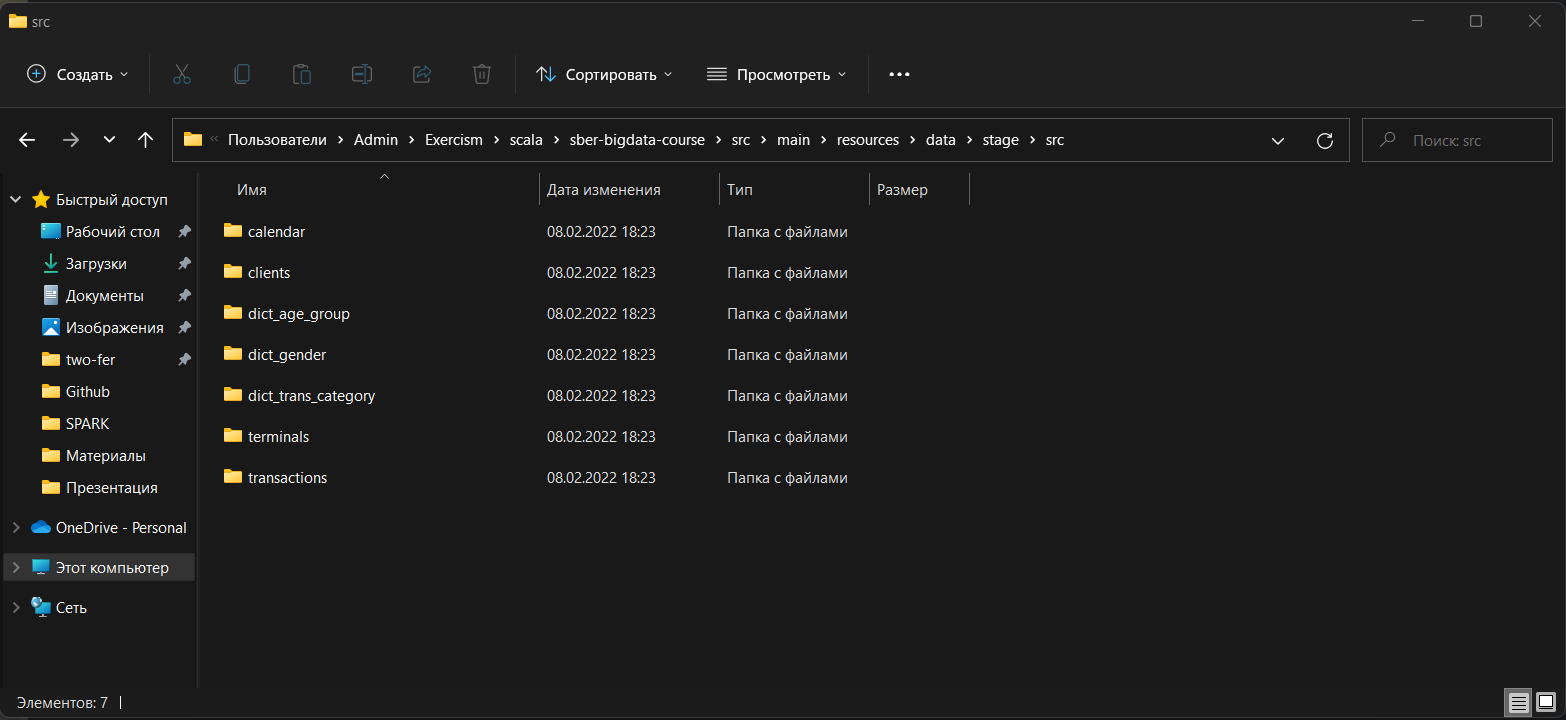 src
Создать Сортировать Просмотреть
« Пользователи > Admin > Exercism > scala > sber-bigdata-course > src > main > resources > data > stage > src
Поиск: src
Быстрый доступ
Рабочий стол
Загрузки
Документы
Изображения
two-fer
Github
SPARK
Материалы
Презентация
OneDrive - Personal
Этот компьютер
Сеть
Имя Дата изменения Тип Размер
calendar 08.02.2022 18:23 Папка с файлами
clients 08.02.2022 18:23 Папка с файлами
dict_age_group 08.02.2022 18:23 Папка с файлами
dict_gender 08.02.2022 18:23 Папка с файлами
dict_trans_category 08.02.2022 18:23 Папка с файлами
terminals 08.02.2022 18:23 Папка с файлами
transactions 08.02.2022 18:23 Папка с файлами
Элементов: 7